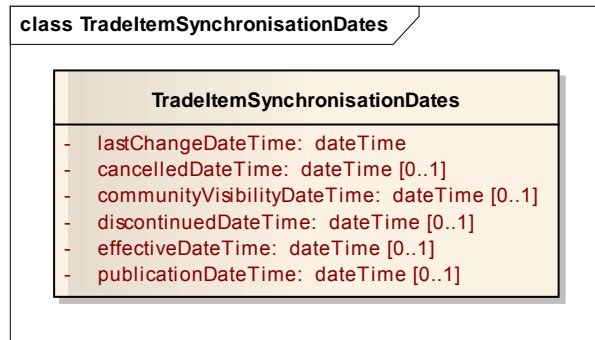 class TradeItemSynchronisationDates
TradeItemSynchronisationDates
- lastChangeDateTime: dateTime
- cancelledDateTime: dateTime [0..1]
- communityVisibilityDateTime: dateTime [0..1]
- discontinuedDateTime: dateTime [0..1]
- effectiveDateTime: dateTime [0..1]
- publicationDateTime: dateTime [0..1]